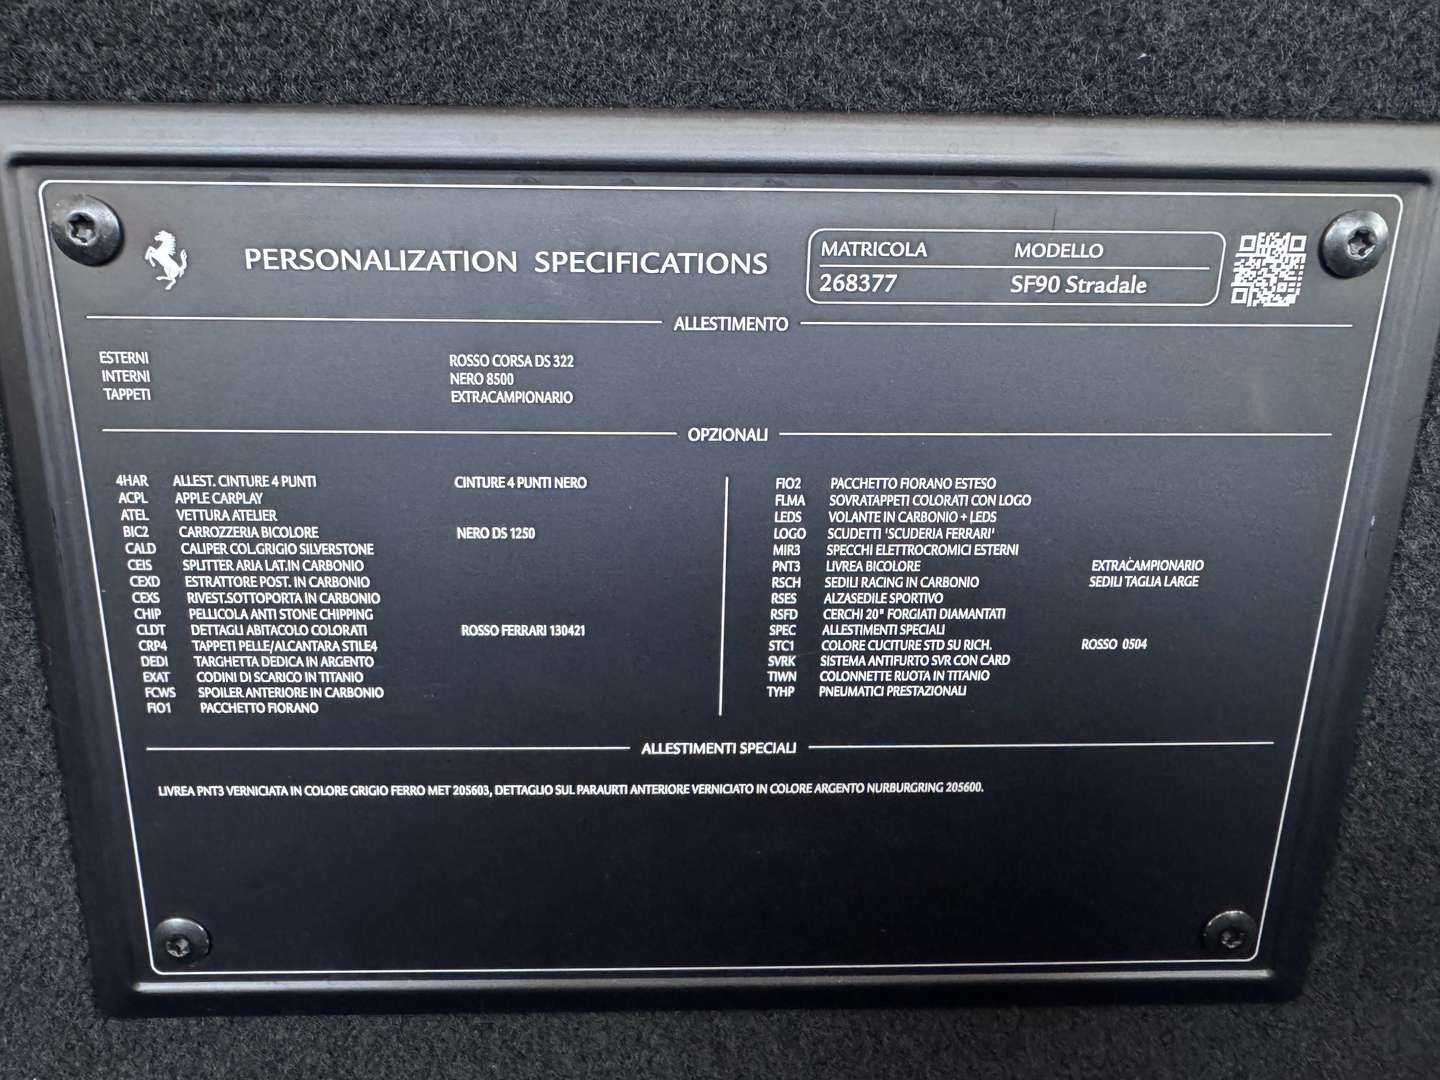 PERSONALIZATION SPECIFICATIONS
MATRICOLA MODELLO
268377 SF90 Stradale
ALLESTIMENTO
ESTERNI ROSSO CORSA DS 322
INTERNI NERO 8500
TAPPETI EXTRACAMPIONARIO
OPZIONALI
4HAR ALLEST. CINTURE 4 PUNTI CINTURE 4 PUNTI NERO
ACPL APPLE CARPLAY
ATEL VETTURA ATELIER
BIC2 CARROZZERIA BICOLORE NERO DS 1250
CALD CALIPER COL.GRIGIO SILVERSTONE
CEIS SPLITTER ARIA LAT.IN CARBONIO
CEXD ESTRATTORE POST. IN CARBONIO
CEXS RIVEST.SOTTOPORTA IN CARBONIO
CHIP PELLICOLA ANTI STONE CHIPPING
CLDT DETTAGLI ABITACOLO COLORATI ROSSO FERRARI 130421
CRP4 TAPPETI PELLE/ALCANTARA STILE4
DEDI TARGHETTA DEDICA IN ARGENTO
EXAT CODINI DI SCARICO IN TITANIO
FCWS SPOILER ANTERIORE IN CARBONIO
FIO1 PACCHETTO FIORANO
FIO2 PACCHETTO FIORANO ESTESO
FLMA SOVRATAPPETI COLORATI CON LOGO
LEDS VOLANTE IN CARBONIO + LEDS
LOGO SCUDETTI 'SCUDERIA FERRARI'
MIR3 SPECCHI ELETTROCROMICI ESTERNI
PNT3 LIVREA BICOLORE EXTRACAMPIONARIO
RSCH SEDILI RACING IN CARBONIO SEDILI TAGLIA LARGE
RSES ALZASEDILE SPORTIVO
RSFD CERCHI 20" FORGIATI DIAMANTATI
SPEC ALLESTIMENTI SPECIALI
STC1 COLORE CUCITURE STD SU RICH. ROSSO 0504
SVRK SISTEMA ANTIFURTO SVR CON CARD
TIWN COLONNETTE RUOTA IN TITANIO
TYHP PNEUMATICI PRESTAZIONALI
ALLESTIMENTI SPECIALI
LIVREA PNT3 VERNICIATA IN COLORE GRIGIO FERRO MET 205603, DETTAGLIO SUL PARAURTI ANTERIORE VERNICIATO IN COLORE ARGENTO NURBURGRING 205600.